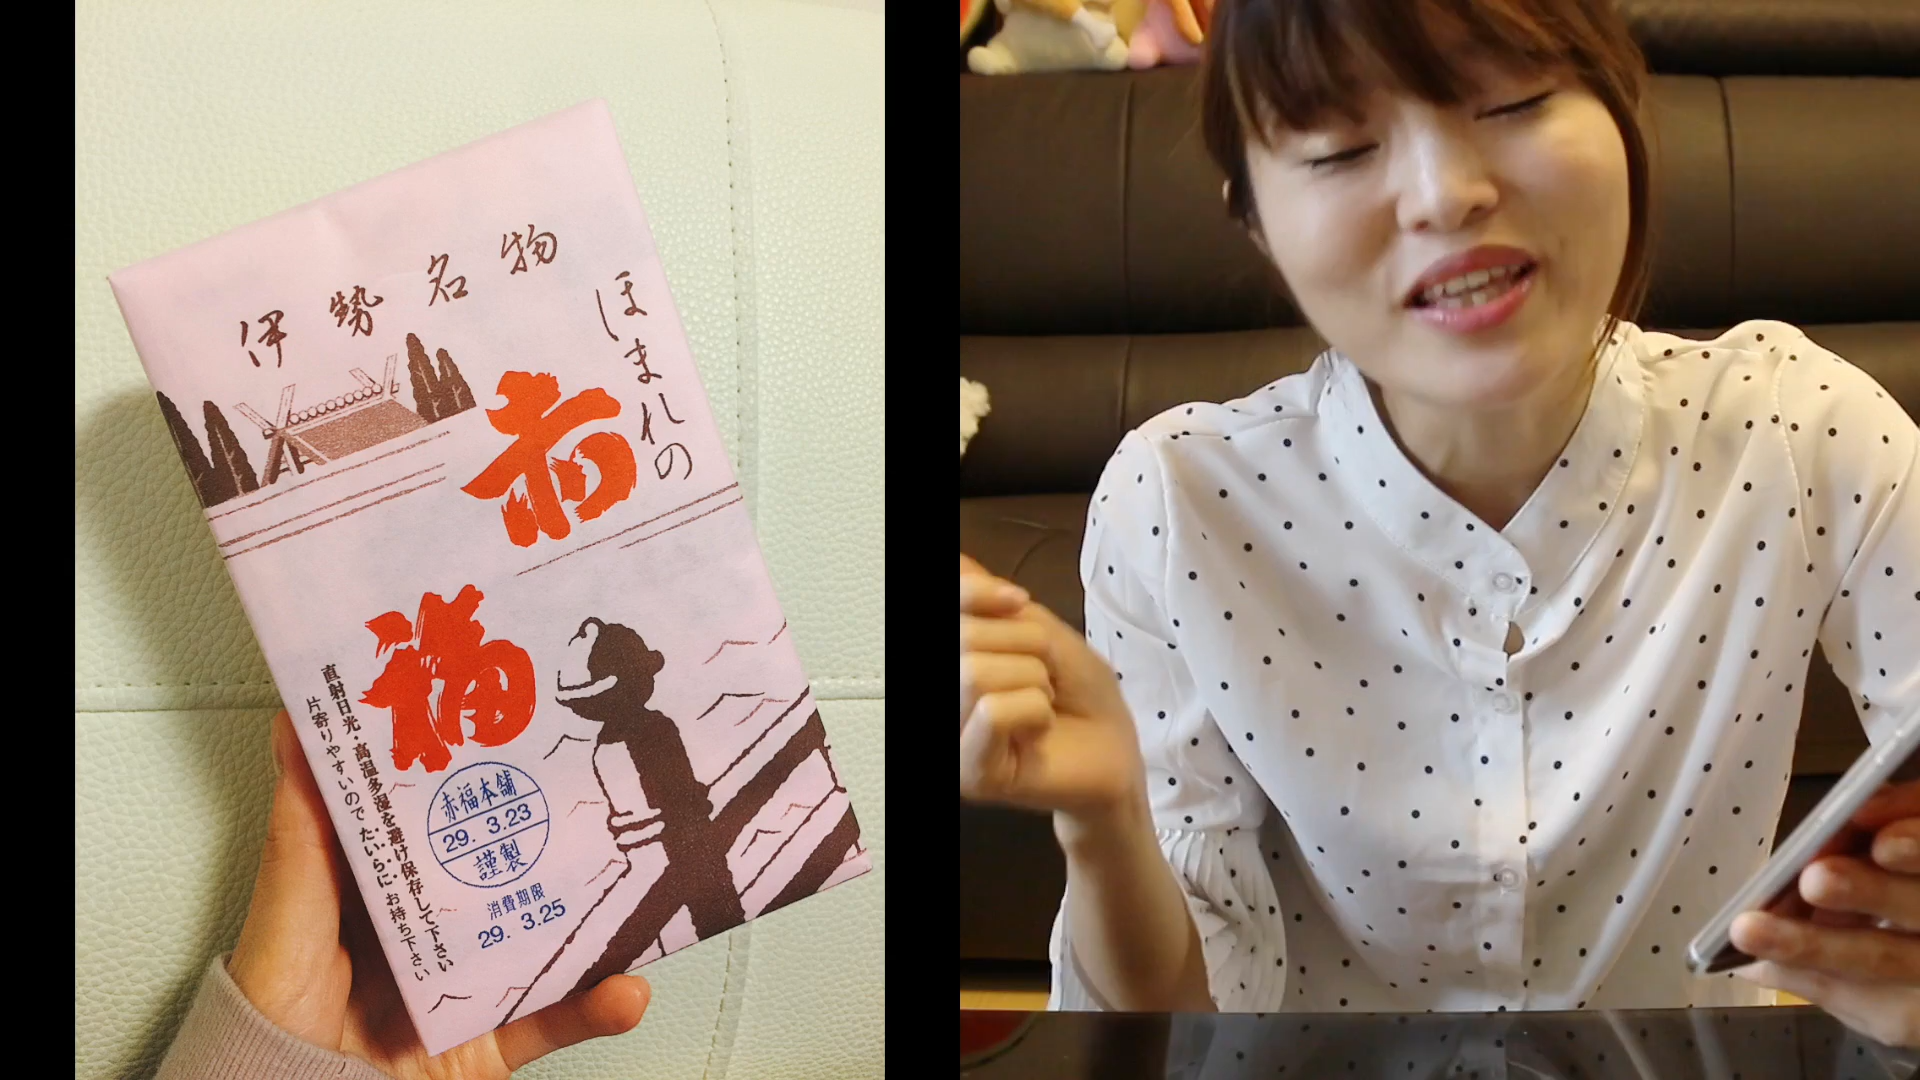 伊勢名物
ほまれの
赤福
直射日光・高温多湿を避け保存して下さい
片寄りやすいので たいらに お持ち下さい
赤福本舗
29. 3.23
謹製
消費期限
29. 3.25